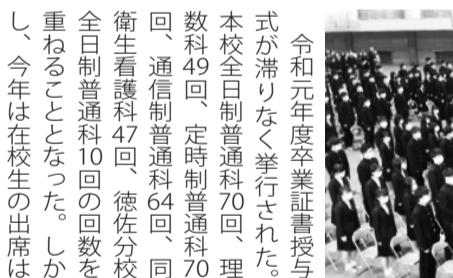 令和元年度卒業証書授与
式が滞りなく挙行された。
本校全日制普通科70回、理
数科49回、定時制普通科70
回、通信制普通科64回、同
衛生看護科47回、徳佐分校
全日制普通科10回の回数を
重ねることとなった。しか
し、今年は在校生の出席は